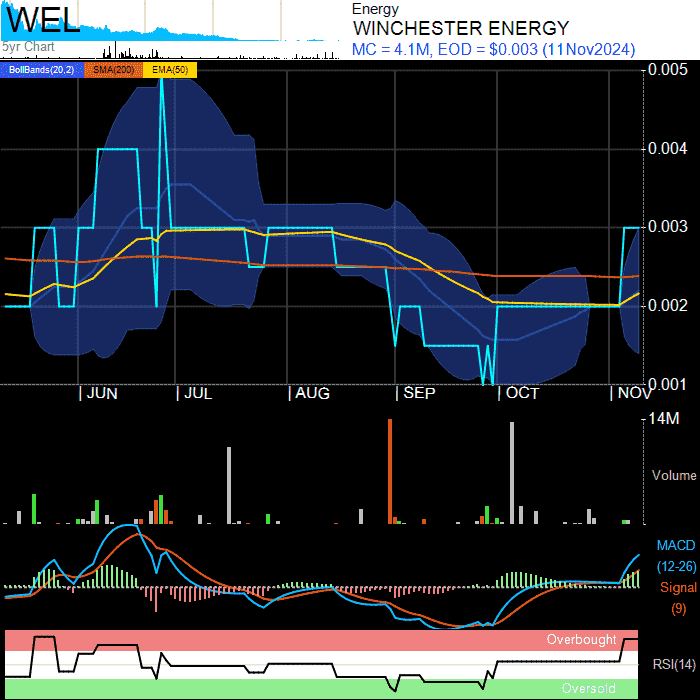 WEL
5yr Chart
Energy
WINCHESTER ENERGY
MC = 4.1M, EOD = $0.003 (11Nov2024)
BollBands(20,2) SMA(200) EMA(50)
0.005
0.004
0.003
0.002
0.001
JUN JUL AUG SEP OCT NOV
14M
Volume
MACD
(12-26)
Signal
(9)
Overbought
RSI(14)
Oversold